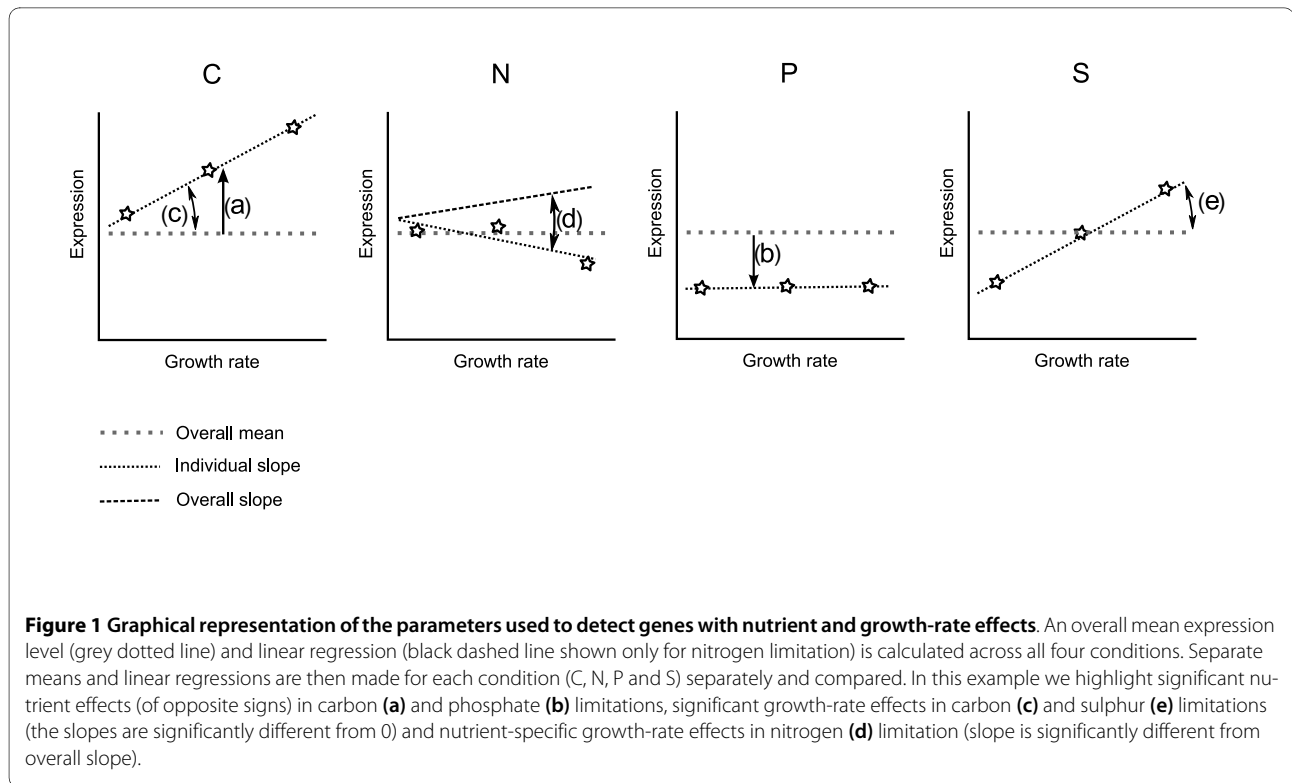 C N P S
Expression Expression Expression Expression
(c) (a) (d) (b) (e)
Growth rate Growth rate Growth rate Growth rate
Overall mean
Individual slope
Overall slope
Figure 1 Graphical representation of the parameters used to detect genes with nutrient and growth-rate effects. An overall mean expression
level (grey dotted line) and linear regression (black dashed line shown only for nitrogen limitation) is calculated across all four conditions. Separate
means and linear regressions are then made for each condition (C, N, P and S) separately and compared. In this example we highlight significant nu-
trient effects (of opposite signs) in carbon (a) and phosphate (b) limitations, significant growth-rate effects in carbon (c) and sulphur (e) limitations
(the slopes are significantly different from 0) and nutrient-specific growth-rate effects in nitrogen (d) limitation (slope is significantly different from
overall slope).